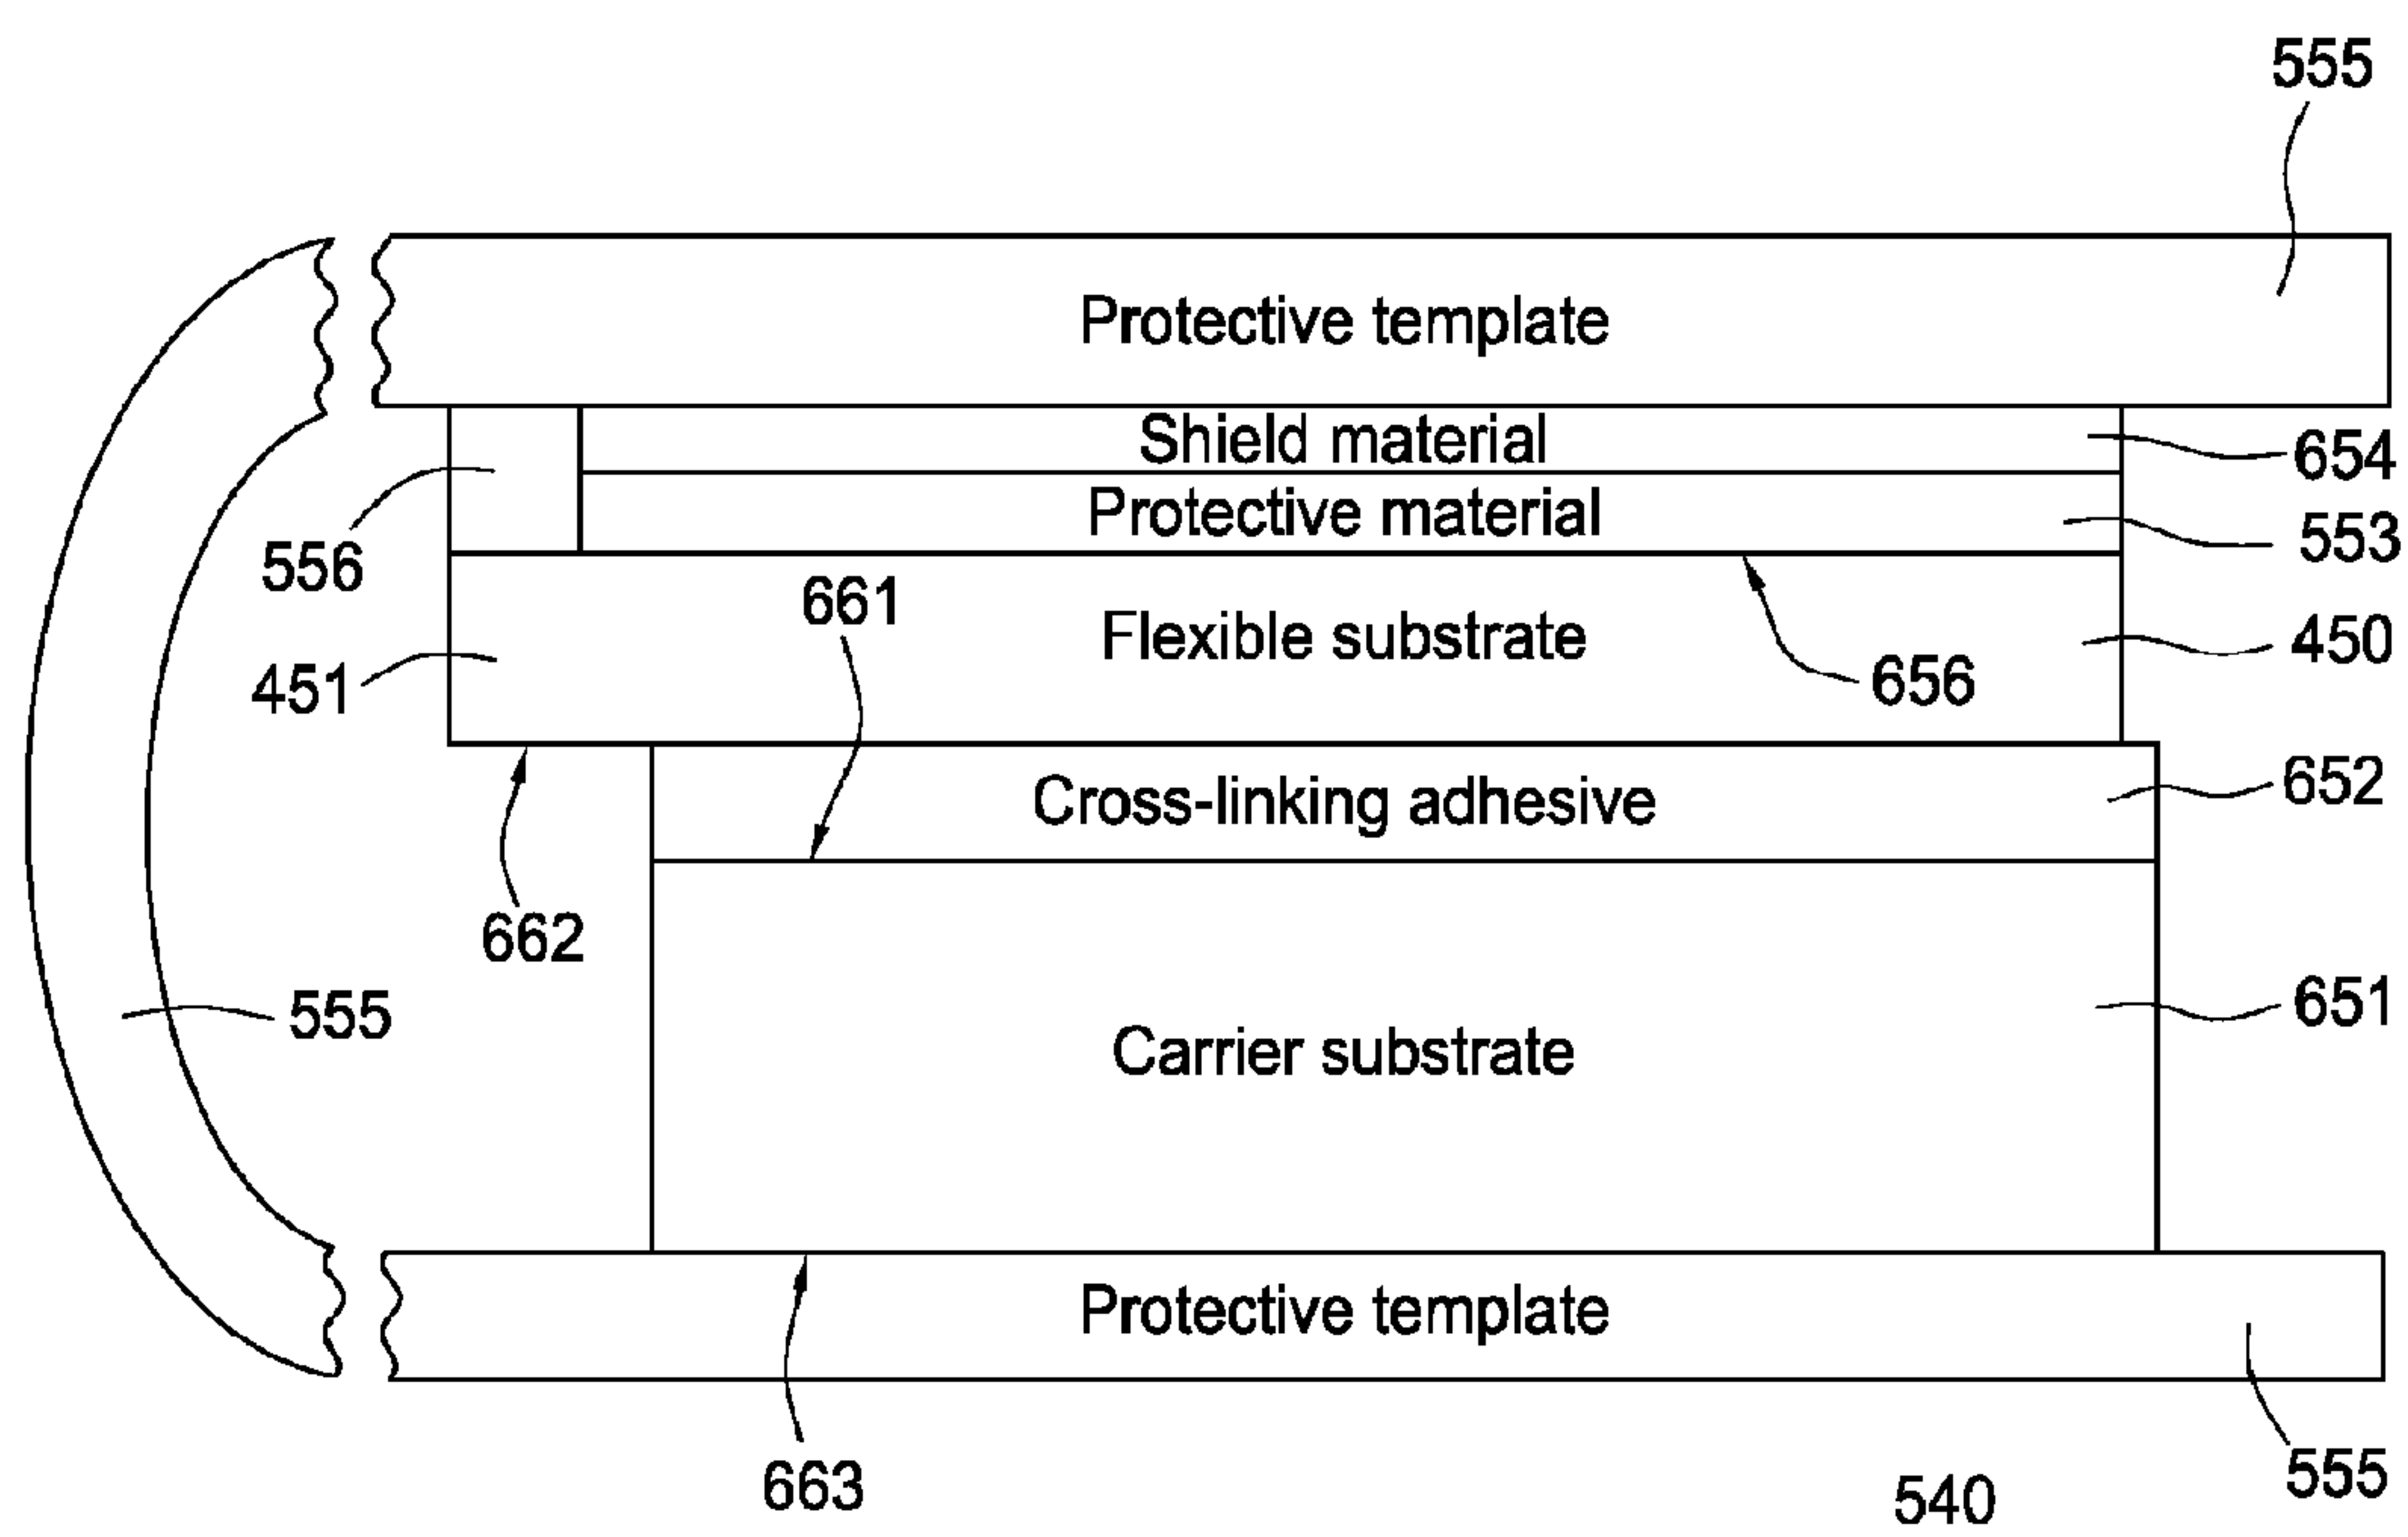 555
Protective template
Shield material
654
Protective material
553
556
661
Flexible substrate
450
451
656
Cross-linking adhesive
652
662
651
555
Carrier substrate
Protective template
663
555
540